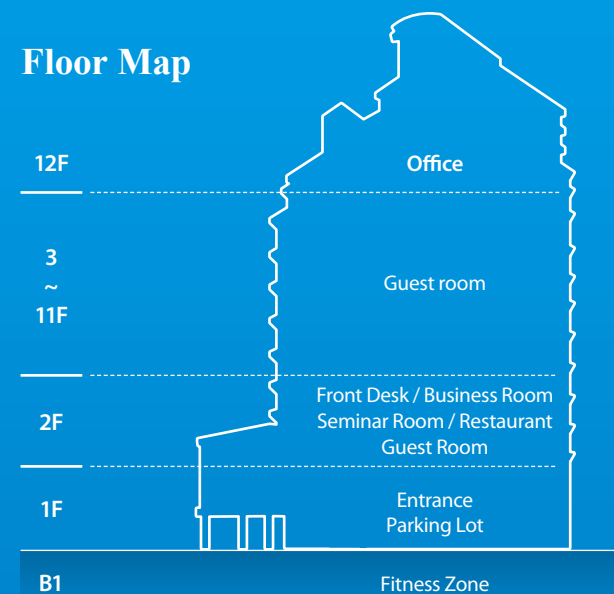 Floor Map
12F
Office
3
~
11F
Guest room
2F
Front Desk / Business Room
Seminar Room / Restaurant
Guest Room
1F
Entrance
Parking Lot
B1
Fitness Zone